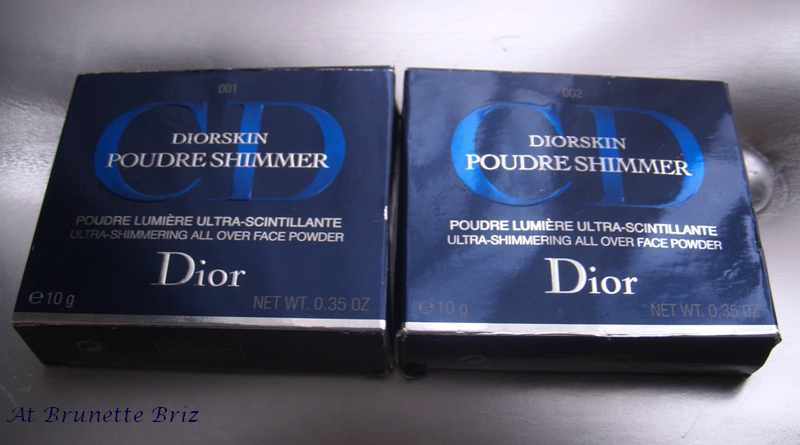 001
CD
DIORSKIN
POUDRE SHIMMER
POUDRE LUMIÈRE ULTRA-SCINTILLANTE
ULTRA-SHIMMERING ALL OVER FACE POWDER
Dior
e 10 g NET WT. 0.35 OZ
002
CD
DIORSKIN
POUDRE SHIMMER
POUDRE LUMIÈRE ULTRA-SCINTILLANTE
ULTRA-SHIMMERING ALL OVER FACE POWDER
Dior
e 10 g NET WT. 0.35 OZ
At Brunette Briz